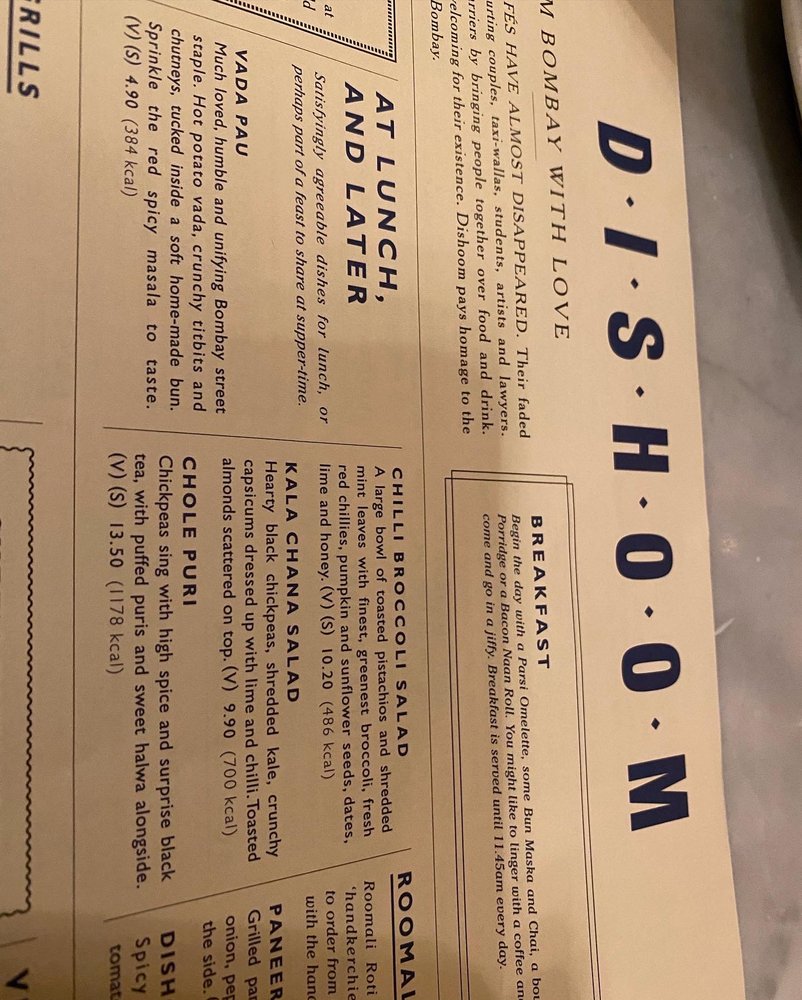 D·I·S·H·O·O·M
M BOMBAY WITH LOVE
FÉS HAVE ALMOST DISAPPEARED. Their faded
urting couples, taxi-wallas, students, artists and lawyers.
rriers by bringing people together over food and drink.
elcoming for their existence. Dishoom pays homage to the
Bombay.
BREAKFAST
Begin the day with a Parsi Omelette, some Bun Maska and Chai, a bou
Porridge or a Bacon Naan Roll. You might like to linger with a coffee an
come and go in a jiffy. Breakfast is served until 11.45am every day.
at
'd
AT LUNCH,
AND LATER
Satisfyingly agreeable dishes for lunch, or
perhaps part of a feast to share at supper-time.
VADA PAU
Much loved, humble and unifying Bombay street
staple. Hot potato vada, crunchy titbits and
chutneys, tucked inside a soft home-made bun.
Sprinkle the red spicy masala to taste.
(V) (S) 4.90 (384 kcal)
RILLS
CHILLI BROCCOLI SALAD
A large bowl of toasted pistachios and shredded
mint leaves with finest, greenest broccoli, fresh
red chillies, pumpkin and sunflower seeds, dates,
lime and honey. (V) (S) 10.20 (486 kcal)
KALA CHANA SALAD
Hearty black chickpeas, shredded kale, crunchy
capsicums dressed up with lime and chilli. Toasted
almonds scattered on top. (V) 9.90 (700 kcal)
CHOLE PURI
Chickpeas sing with high spice and surprise black
tea, with puffed puris and sweet halwa alongside.
(V) (S) 13.50 (1178 kcal)
ROOMAL
Roomali Roti
'handkerchie
to order from
with the hand
PANEER
Grilled pan
onion, pep
the side. (
DISH
Spicy
tomat
V